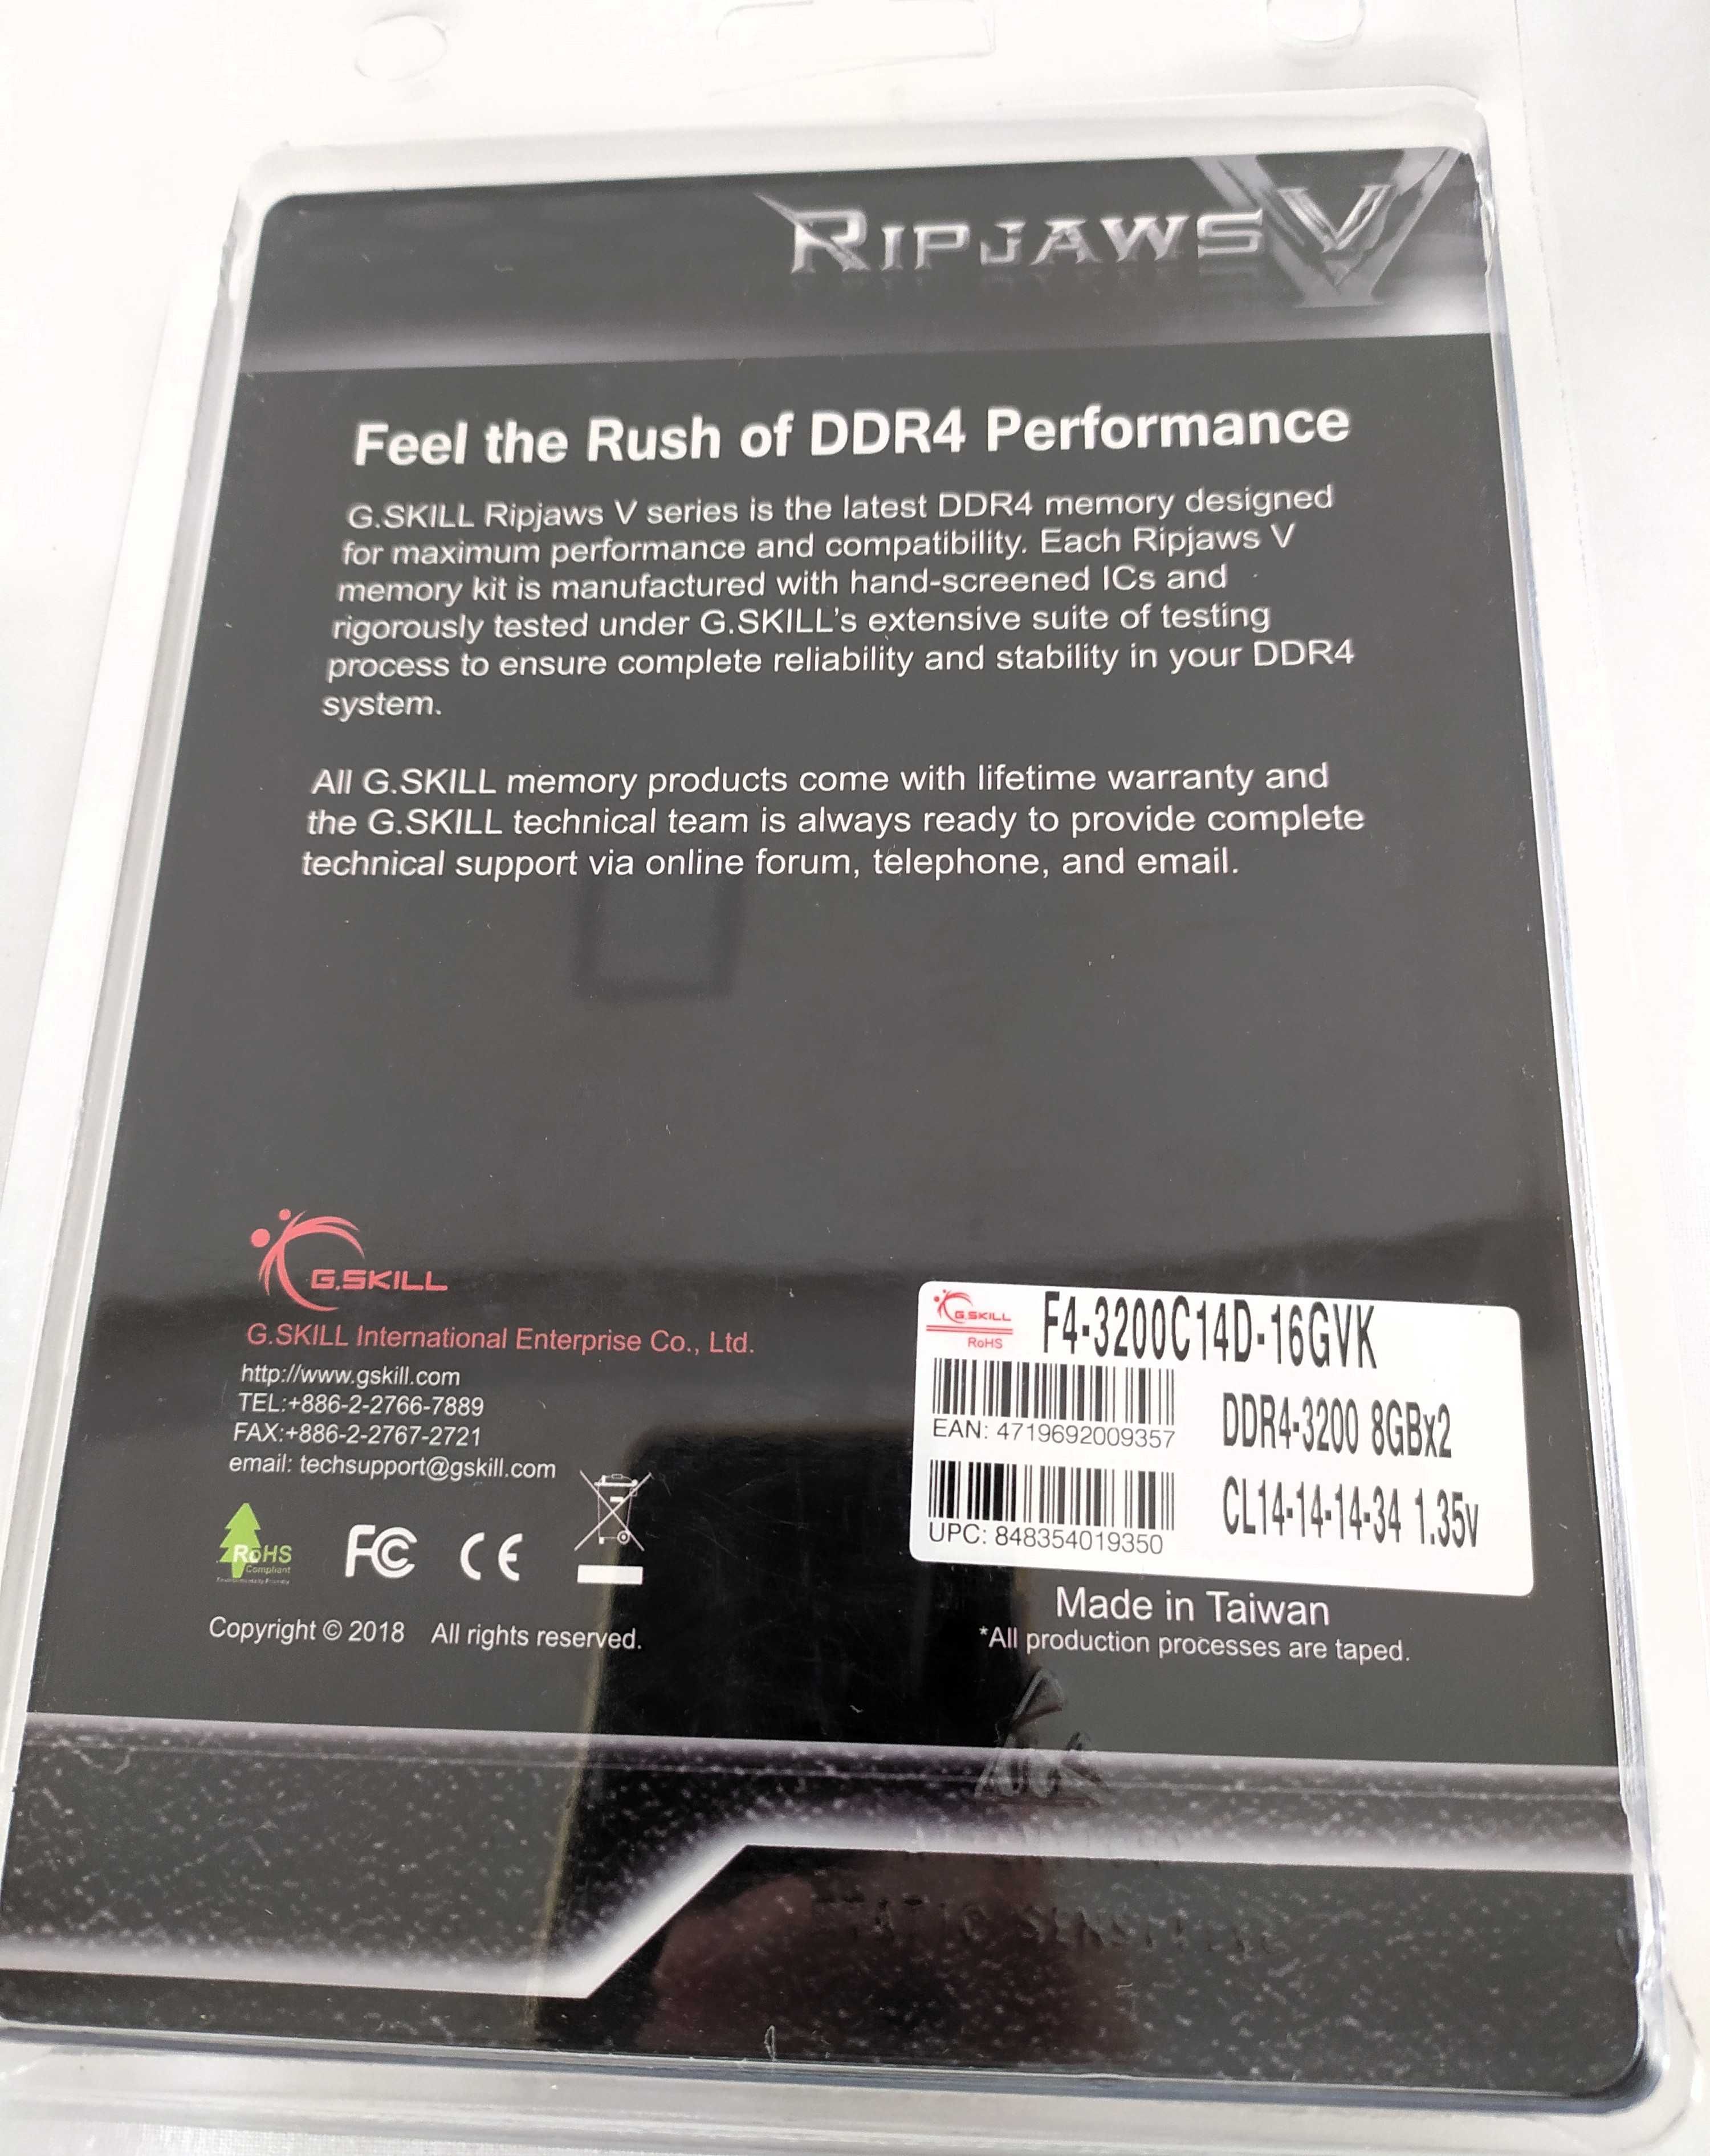 RIPJAWS V
Feel the Rush of DDR4 Performance
G.SKILL Ripjaws V series is the latest DDR4 memory designed
for maximum performance and compatibility. Each Ripjaws V
memory kit is manufactured with hand-screened ICs and
rigorously tested under G.SKILL's extensive suite of testing
process to ensure complete reliability and stability in your DDR4
system.
All G.SKILL memory products come with lifetime warranty and
the G.SKILL technical team is always ready to provide complete
technical support via online forum, telephone, and email.
G.SKILL
G.SKILL International Enterprise Co., Ltd.
http://www.gskill.com
TEL:+886-2-2766-7889
FAX:+886-2-2767-2721
email: techsupport@gskill.com
RoHS
Compliant
FC CE
Copyright © 2018 All rights reserved.
G.SKILL
RoHS
F4-3200C14D-16GVK
EAN: 4719692009357
DDR4-3200 8GBx2
UPC: 848354019350
CL14-14-14-34 1.35v
Made in Taiwan
*All production processes are taped.
STATIC SENSITIVE